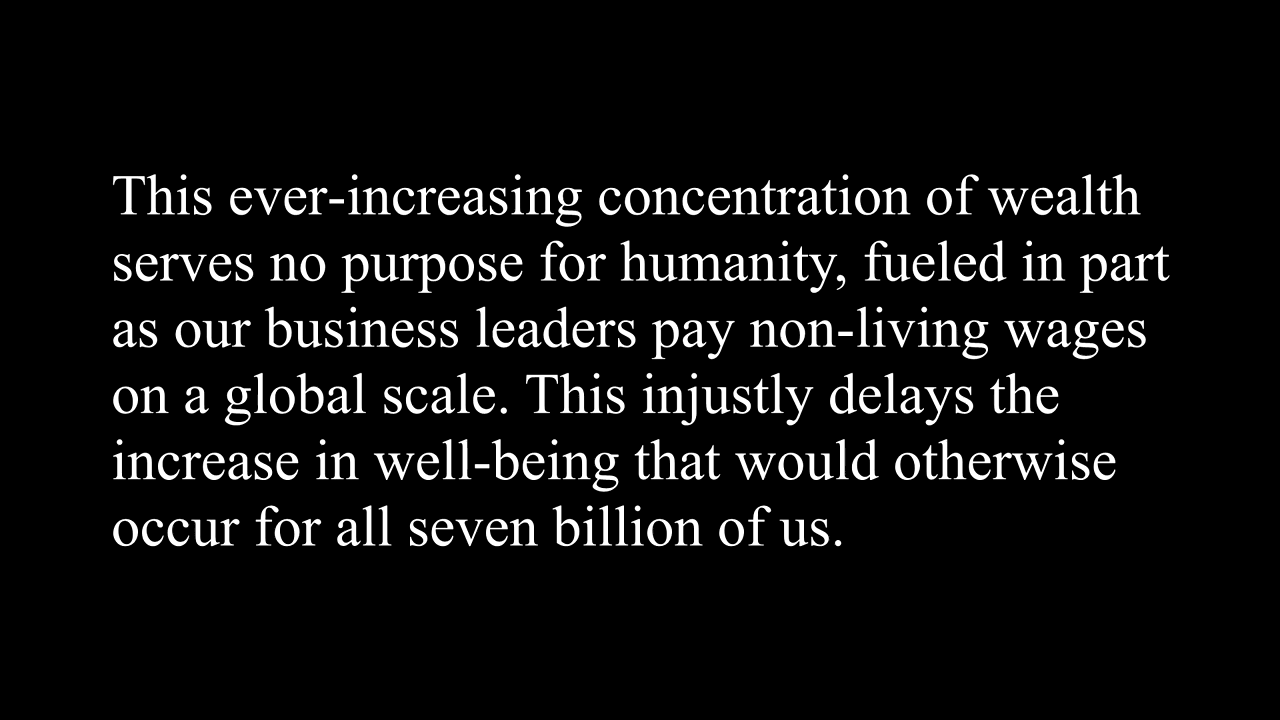 This ever-increasing concentration of wealth
serves no purpose for humanity, fueled in part
as our business leaders pay non-living wages
on a global scale. This injustly delays the
increase in well-being that would otherwise
occur for all seven billion of us.